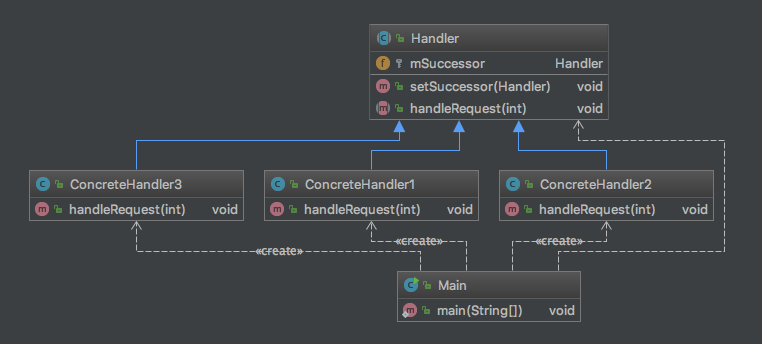 Handler
mSuccessor Handler
setSuccessor(Handler) void
handleRequest(int) void
ConcreteHandler3
handleRequest(int) void
ConcreteHandler1
handleRequest(int) void
ConcreteHandler2
handleRequest(int) void
«create»
«create»
«create»
Main
main(String[]) void